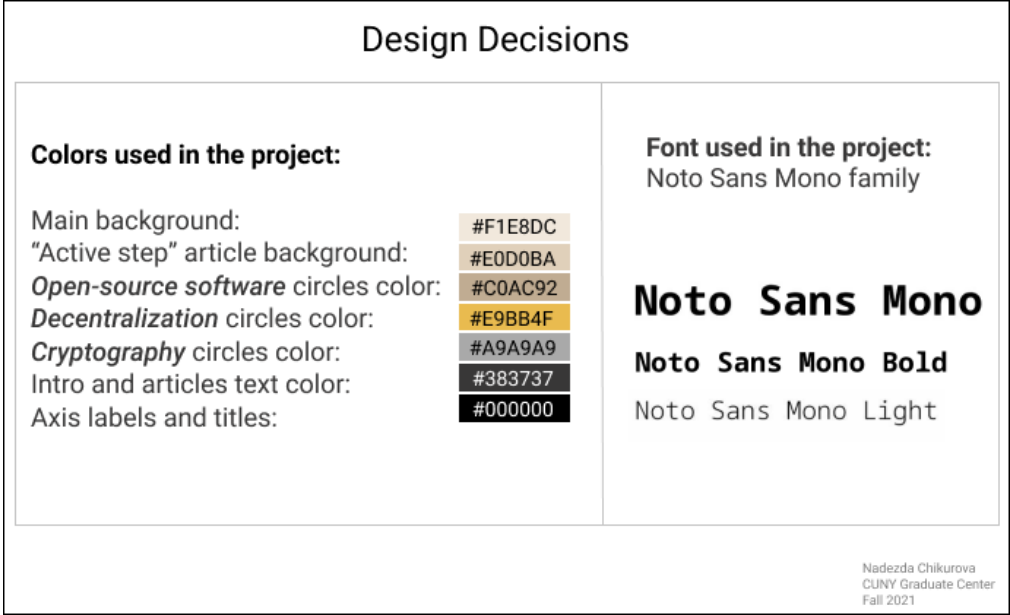 Design Decisions
Colors used in the project:
Main background:
#F1E8DC
“Active step” article background:
#E0D0BA
Open-source software circles color:
#C0AC92
Decentralization circles color:
#E9BB4F
Cryptography circles color:
#A9A9A9
Intro and articles text color:
#383737
Axis labels and titles:
#000000
Font used in the project:
Noto Sans Mono family
Noto Sans Mono
Noto Sans Mono Bold
Noto Sans Mono Light
Nadezda Chikurova
CUNY Graduate Center
Fall 2021